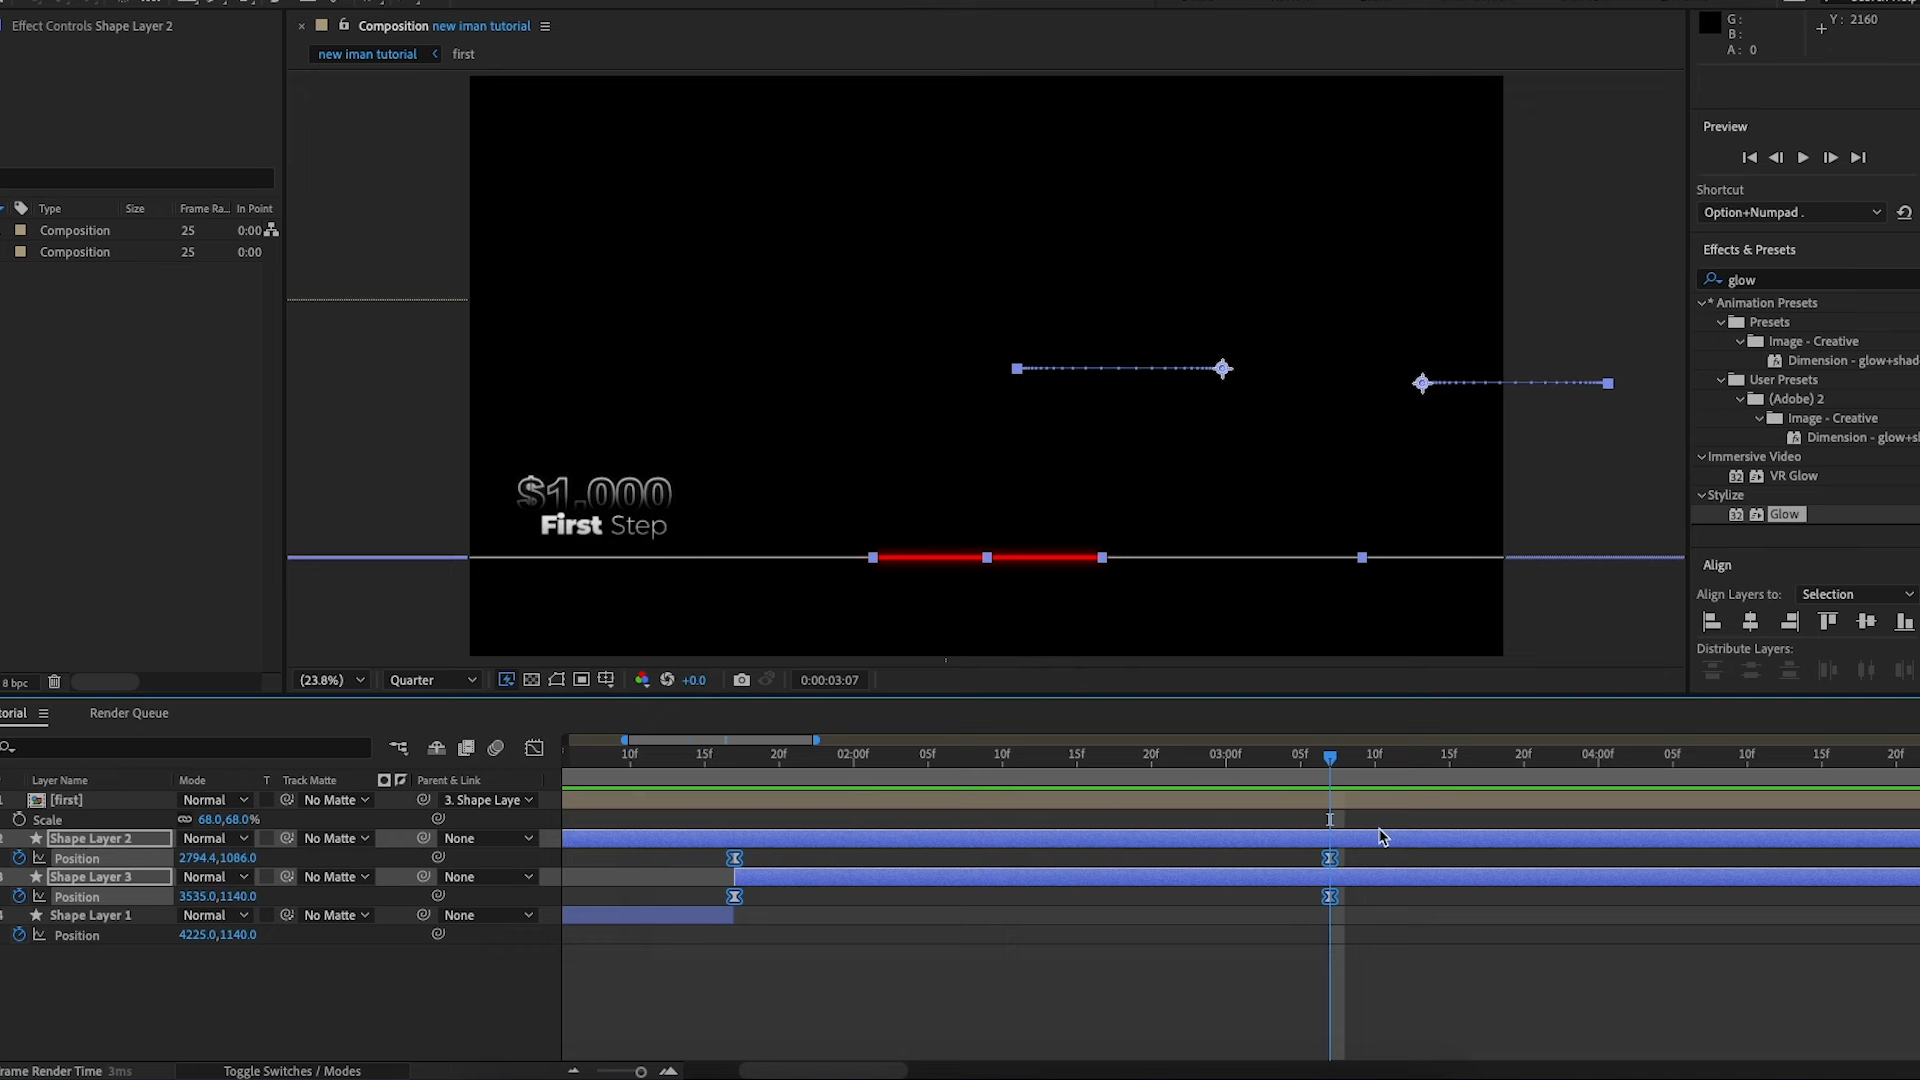 Effect Controls Shape Layer 2
Composition new iman tutorial
new iman tutorial
first
G:
B:
A: 0
Y: 2160
Preview
Shortcut
Option+Numpad .
Effects & Presets
glow
* Animation Presets
Presets
Image - Creative
Dimension - glow+shad
User Presets
(Adobe) 2
Image - Creative
Dimension - glow+s
Immersive Video
VR Glow
Stylize
Glow
Align
Align Layers to: Selection
Distribute Layers:
Type Size Frame Ra... In Point
Composition 25 0:00
Composition 25 0:00
$1,000
First Step
8 bpc
(23.8%) Quarter +0.0 0:00:03:07
torial
Render Queue
10f 15f 20f 02:00f 05f 10f 15f 20f 03:00f 05f 10f 15f 20f 04:00f 05f 10f 15f 20f
Layer Name Mode T Track Matte Parent & Link
1 [first] Normal No Matte 3. Shape Laye
Scale 68.0,68.0%
2 Shape Layer 2 Normal No Matte None
Position 2794.4,1086.0
3 Shape Layer 3 Normal No Matte None
Position 3535.0,1140.0
4 Shape Layer 1 Normal No Matte None
Position 4225.0,1140.0
rame Render Time 3ms
Toggle Switches / Modes